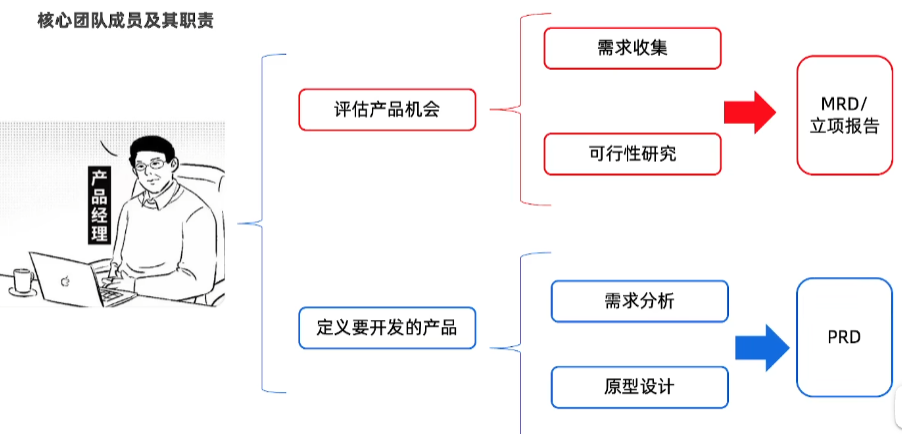 核心团队成员及其职责
产品经理
评估产品机会
需求收集
可行性研究
MRD/
立项报告
定义要开发的产品
需求分析
原型设计
PRD